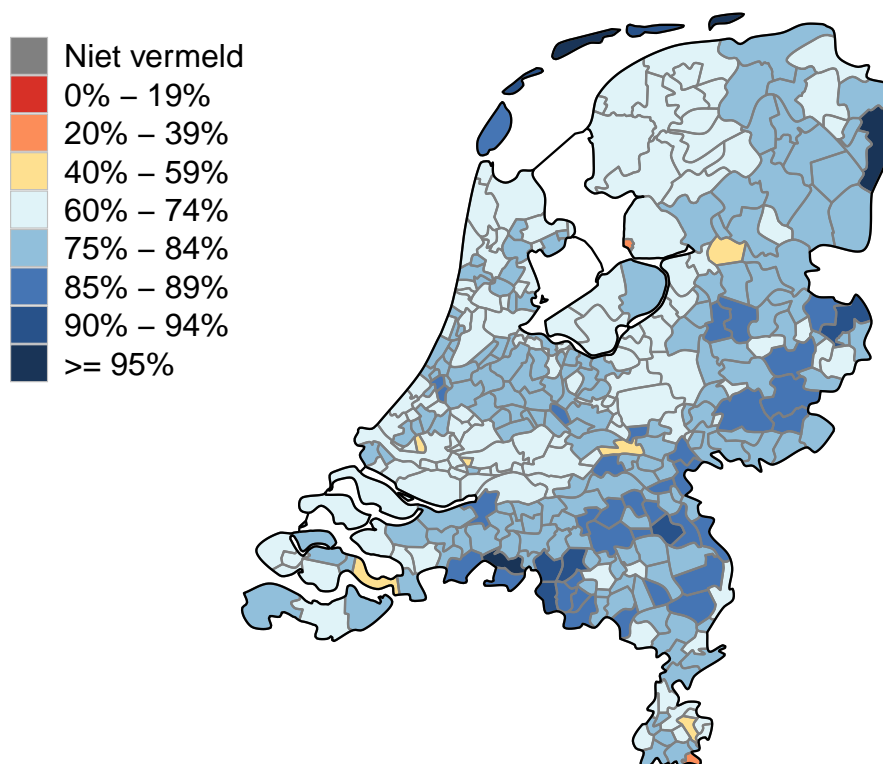 Niet vermeld
0% – 19%
20% – 39%
40% – 59%
60% – 74%
75% – 84%
85% – 89%
90% – 94%
>= 95%